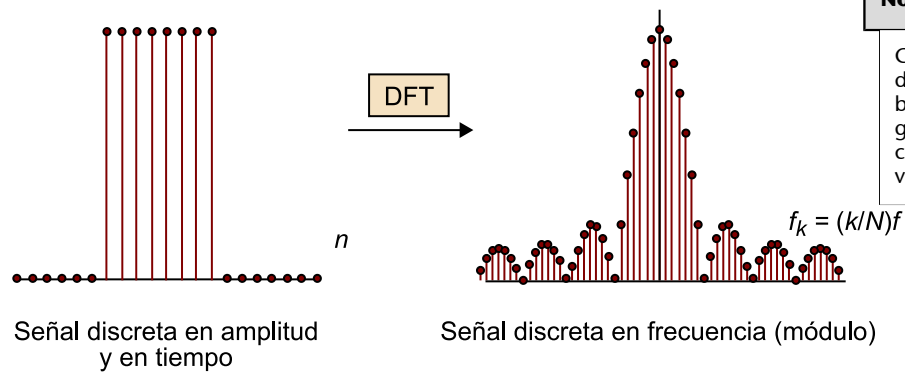 DFT
n
f_k = (k/N)f
Señal discreta en amplitud
y en tiempo
Señal discreta en frecuencia (módulo)